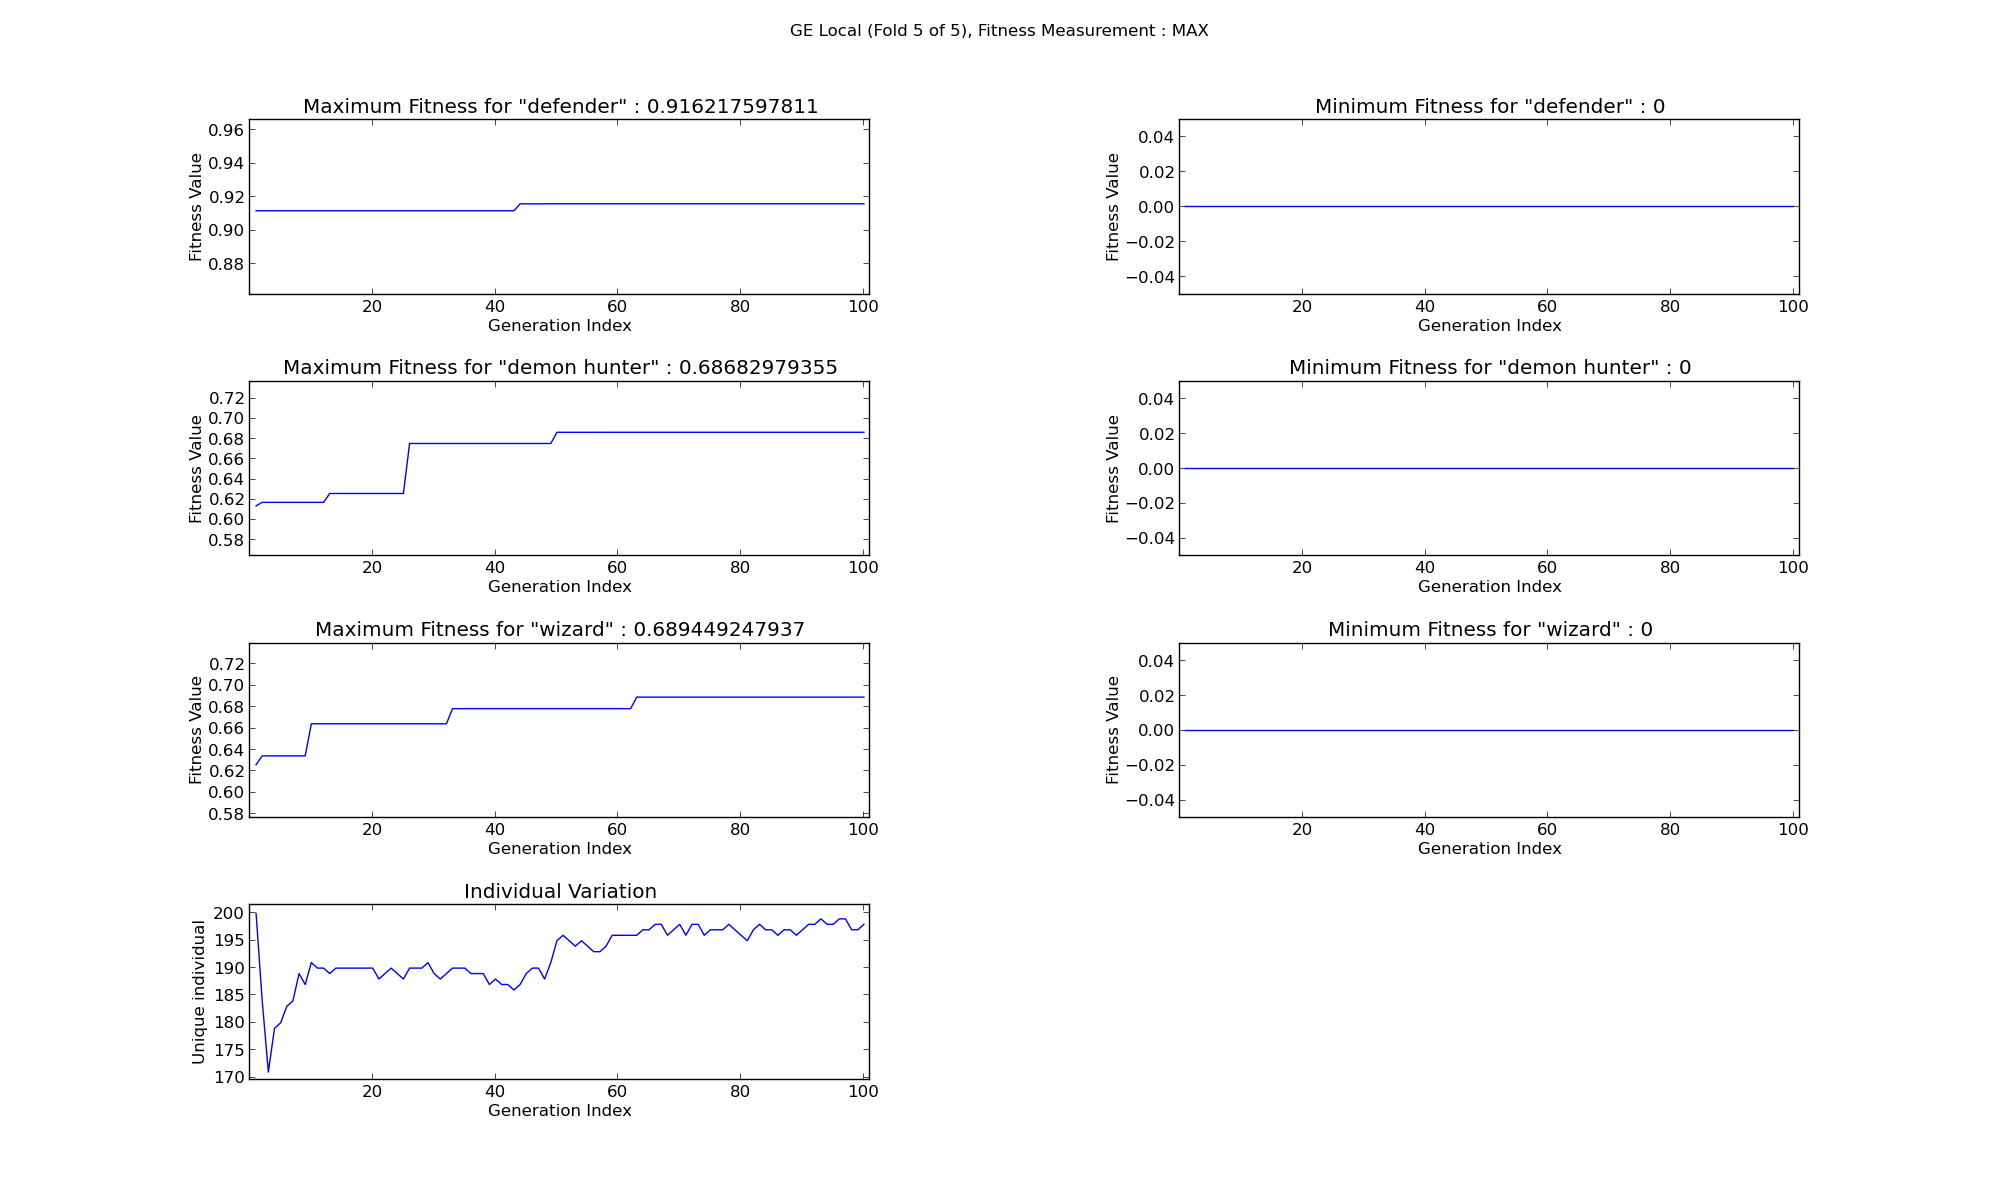 GE Local (Fold 5 of 5), Fitness Measurement : MAX
Maximum Fitness for "defender" : 0.916217597811
0.96
0.94
0.92
0.90
0.88
Fitness Value
20 40 60 80 100
Generation Index
Minimum Fitness for "defender" : 0
0.04
0.02
0.00
−0.02
−0.04
Fitness Value
20 40 60 80 100
Generation Index
Maximum Fitness for "demon hunter" : 0.68682979355
0.72
0.70
0.68
0.66
0.64
0.62
0.60
0.58
Fitness Value
20 40 60 80 100
Generation Index
Minimum Fitness for "demon hunter" : 0
0.04
0.02
0.00
−0.02
−0.04
Fitness Value
20 40 60 80 100
Generation Index
Maximum Fitness for "wizard" : 0.689449247937
0.72
0.70
0.68
0.66
0.64
0.62
0.60
0.58
Fitness Value
20 40 60 80 100
Generation Index
Minimum Fitness for "wizard" : 0
0.04
0.02
0.00
−0.02
−0.04
Fitness Value
20 40 60 80 100
Generation Index
Individual Variation
200
195
190
185
180
175
170
Unique individual
20 40 60 80 100
Generation Index